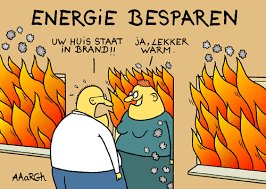 ENERGIE BESPAREN
UW HUIS STAAT
IN BRAND!!
JA, LEKKER
WARM.
AAARGH